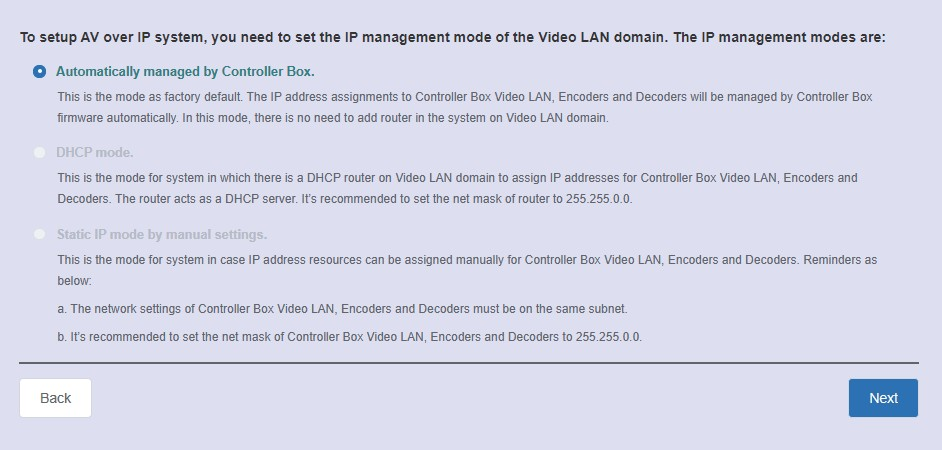 To setup AV over IP system, you need to set the IP management mode of the Video LAN domain. The IP management modes are:
Automatically managed by Controller Box.
This is the mode as factory default. The IP address assignments to Controller Box Video LAN, Encoders and Decoders will be managed by Controller Box
firmware automatically. In this mode, there is no need to add router in the system on Video LAN domain.
DHCP mode.
This is the mode for system in which there is a DHCP router on Video LAN domain to assign IP addresses for Controller Box Video LAN, Encoders and
Decoders. The router acts as a DHCP server. It's recommended to set the net mask of router to 255.255.0.0.
Static IP mode by manual settings.
This is the mode for system in case IP address resources can be assigned manually for Controller Box Video LAN, Encoders and Decoders. Reminders as
below:
a. The network settings of Controller Box Video LAN, Encoders and Decoders must be on the same subnet.
b. It's recommended to set the net mask of Controller Box Video LAN, Encoders and Decoders to 255.255.0.0.
Back
Next